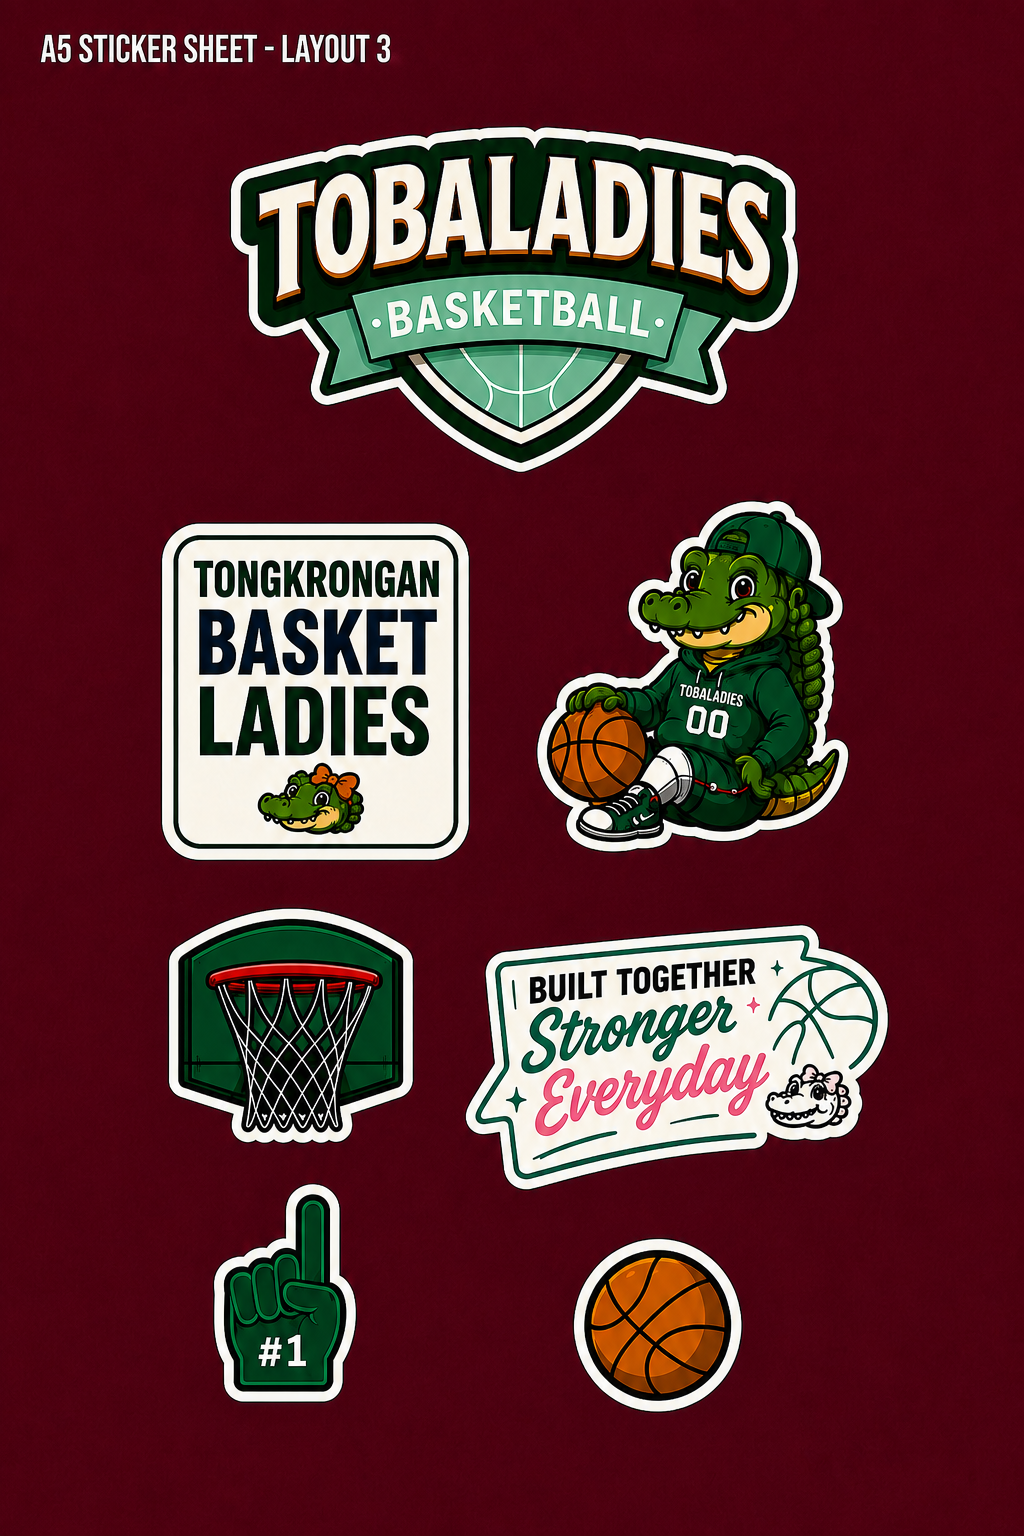 A5 STICKER SHEET - LAYOUT 3
TOBALADIES
•BASKETBALL•
TONGKRONGAN
BASKET
LADIES
TOBALADIES
00
BUILT TOGETHER
Stronger
Everyday
#1